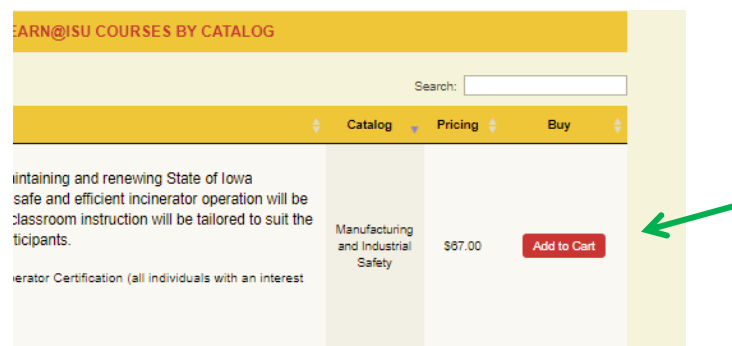 EARN@ISU COURSES BY CATALOG
Search:
Catalog Pricing Buy
intaining and renewing State of Iowa
safe and efficient incinerator operation will be
classroom instruction will be tailored to suit the
ticipants.
erator Certification (all individuals with an interest
Manufacturing
and Industrial
Safety
$67.00
Add to Cart